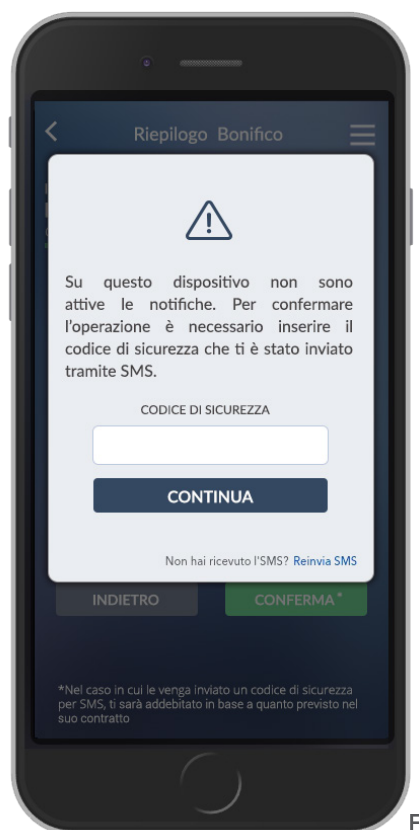 Riepilogo Bonifico
Su questo dispositivo non sono
attive le notifiche. Per confermare
l'operazione è necessario inserire il
codice di sicurezza che ti è stato inviato
tramite SMS.
CODICE DI SICUREZZA
CONTINUA
Non hai ricevuto l'SMS? Reinvia SMS
INDIETRO
CONFERMA*
*Nel caso in cui le venga inviato un codice di sicurezza
per SMS, ti sarà addebitato in base a quanto previsto nel
suo contratto